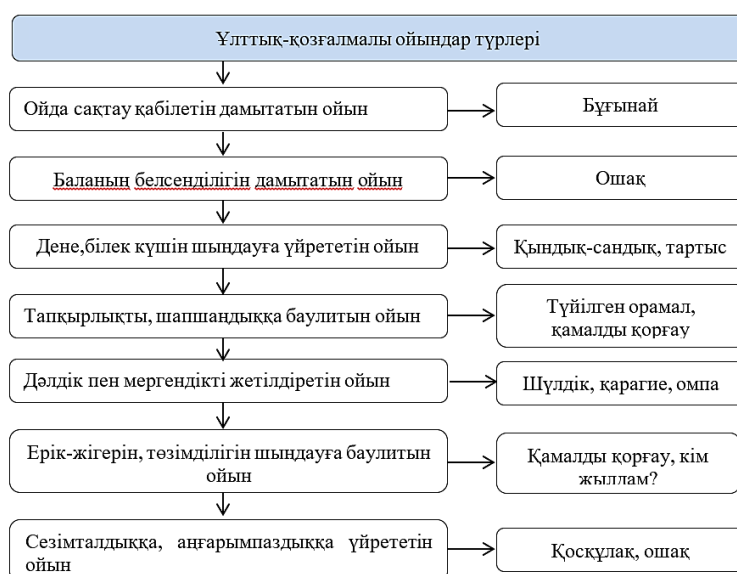 Ұлттық-қозғалмалы ойындар түрлері
Ойда сақтау қабілетін дамытатын ойын
Бұғынай
Баланың белсенділігін дамытатын ойын
Ошақ
Дене,білек күшін шыңдауға үйрететін ойын
Қындық-сандық, тартыс
Тапқырлықты, шапшаңдыққа баулитын ойын
Түйілген орамал,
қамалды қорғау
Дәлдік пен мергендікті жетілдіретін ойын
Шүлдік, қарагие, омпа
Ерік-жігерін, төзімділігін шыңдауға баулитын
ойын
Қамалды қорғау, кім
жылдам?
Сезімталдыққа, аңғарымпаздыққа үйрететін
ойын
Қосқұлақ, ошақ